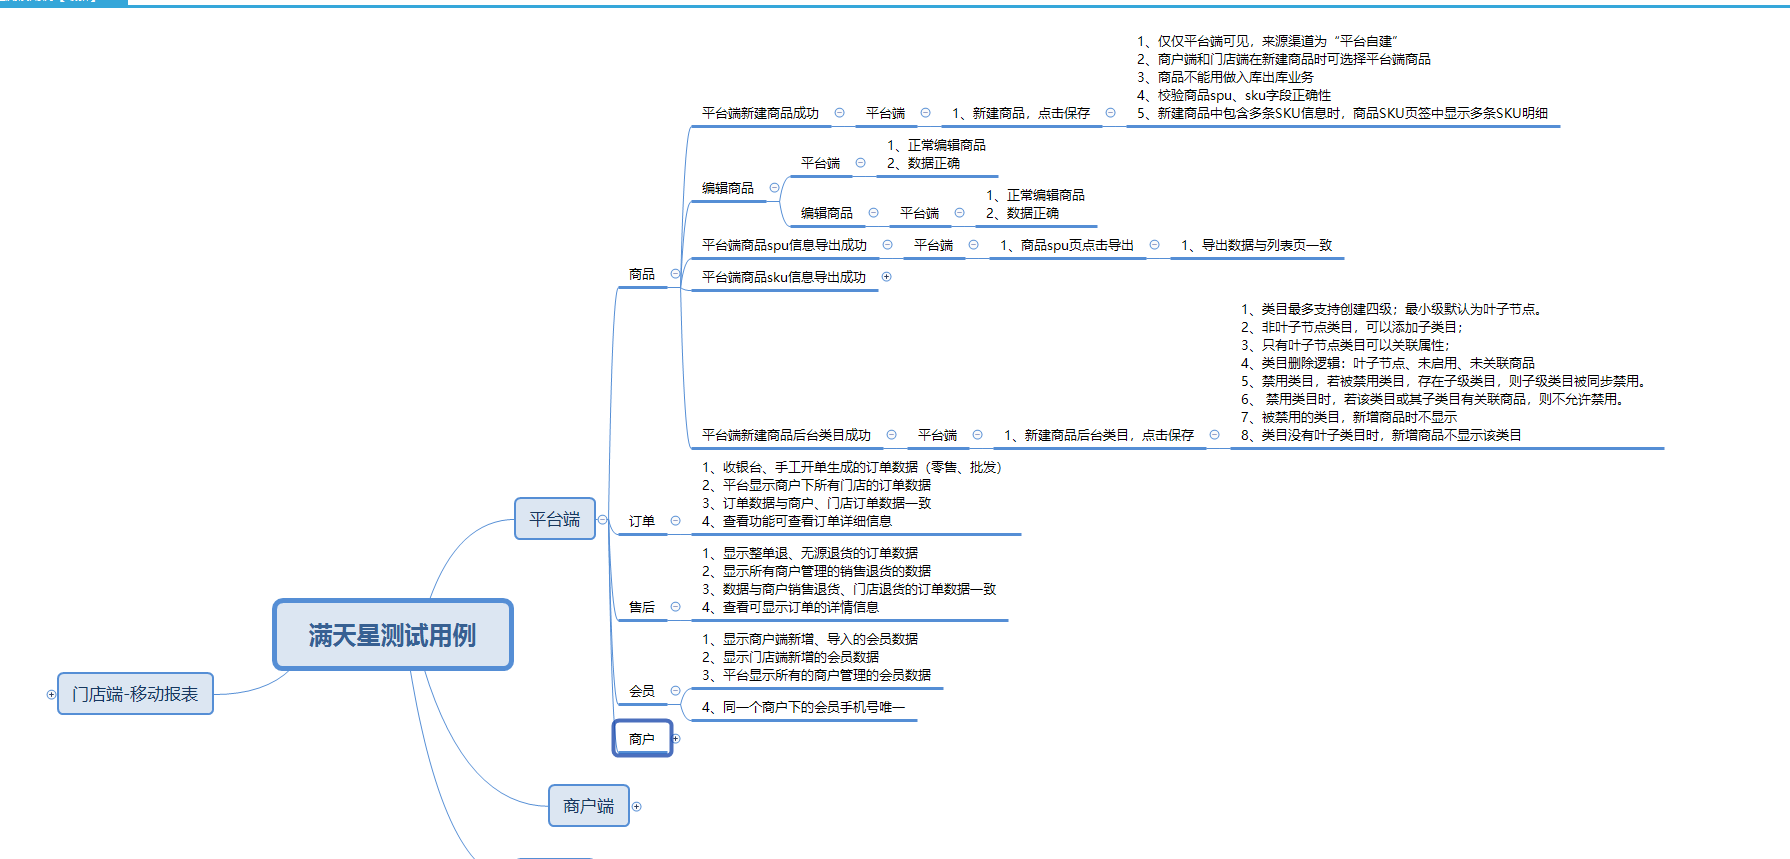 1、仅仅平台端可见，来源渠道为“平台自建”
2、商户端和门店端在新建商品时可选择平台端商品
3、商品不能用做入库出库业务
4、校验商品spu、sku字段正确性
平台端新建商品成功
平台端
1、新建商品，点击保存
5、新建商品中包含多条SKU信息时，商品SKU页签中显示多条SKU明细
1、正常编辑商品
平台端
2、数据正确
编辑商品
1、正常编辑商品
编辑商品
平台端
2、数据正确
平台端商品spu信息导出成功
平台端
1、商品spu页点击导出
1、导出数据与列表页一致
商品
平台端商品sku信息导出成功
1、类目最多支持创建四级；最小级默认为叶子节点。
2、非叶子节点类目，可以添加子类目；
3、只有叶子节点类目可以关联属性；
4、类目删除逻辑：叶子节点、未启用、未关联商品
5、禁用类目，若被禁用类目，存在子级类目，则子级类目被同步禁用。
6、 禁用类目时，若该类目或其子类目有关联商品，则不允许禁用。
7、被禁用的类目，新增商品时不显示
平台端新建商品后台类目成功
平台端
1、新建商品后台类目，点击保存
8、类目没有叶子类目时，新增商品不显示该类目
1、收银台、手工开单生成的订单数据（零售、批发）
2、平台显示商户下所有门店的订单数据
3、订单数据与商户、门店订单数据一致
平台端
订单
4、查看功能可查看订单详细信息
1、显示整单退、无源退货的订单数据
2、显示所有商户管理的销售退货的数据
3、数据与商户销售退货、门店退货的订单数据一致
售后
4、查看可显示订单的详情信息
满天星测试用例
1、显示商户端新增、导入的会员数据
2、显示门店端新增的会员数据
3、平台显示所有的商户管理的会员数据
会员
门店端-移动报表
4、同一个商户下的会员手机号唯一
商户
商户端